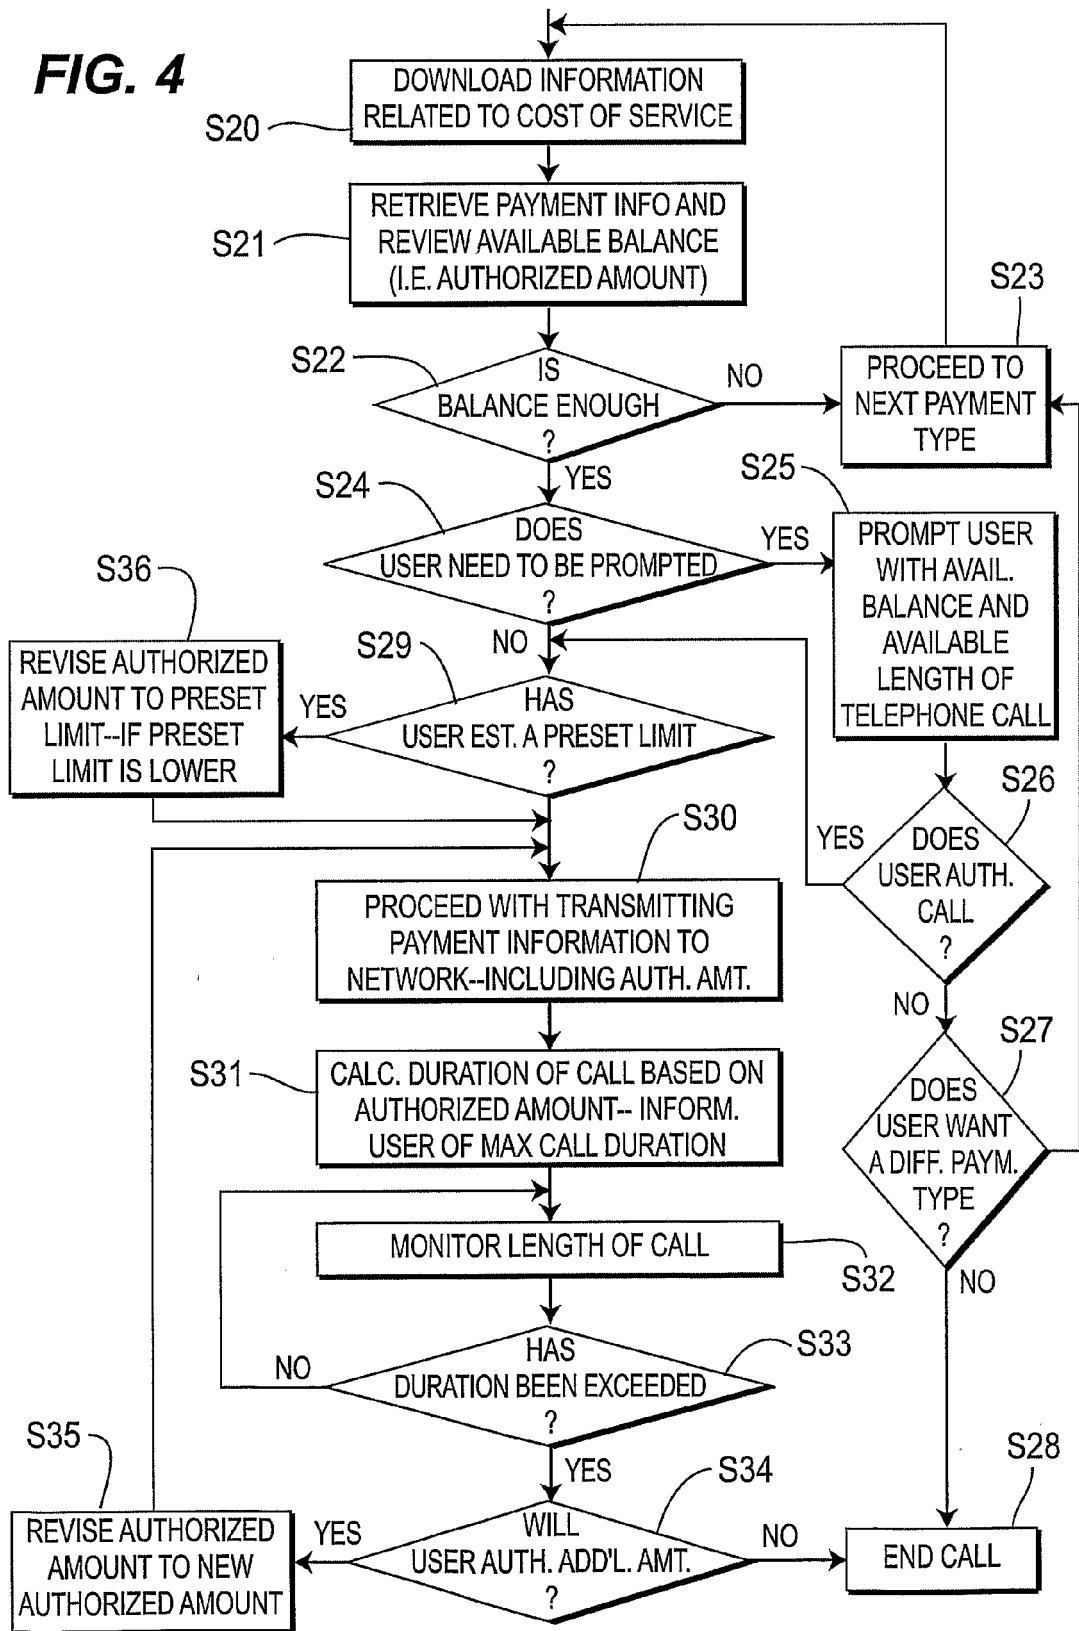 FIG. 4
DOWNLOAD INFORMATION
RELATED TO COST OF SERVICE
S20
RETRIEVE PAYMENT INFO AND
REVIEW AVAILABLE BALANCE
(I.E. AUTHORIZED AMOUNT)
S21
S23
PROCEED TO
NEXT PAYMENT
TYPE
S22
IS
BALANCE ENOUGH
?
NO
YES
S24
DOES
USER NEED TO BE PROMPTED
?
YES
NO
S25
PROMPT USER
WITH AVAIL.
BALANCE AND
AVAILABLE
LENGTH OF
TELEPHONE CALL
S36
REVISE AUTHORIZED
AMOUNT TO PRESET
LIMIT--IF PRESET
LIMIT IS LOWER
S29
HAS
USER EST. A PRESET LIMIT
?
YES
S26
DOES
USER AUTH.
CALL
?
YES
NO
S30
PROCEED WITH TRANSMITTING
PAYMENT INFORMATION TO
NETWORK--INCLUDING AUTH. AMT.
S27
DOES
USER WANT
A DIFF. PAYM.
TYPE
?
NO
S31
CALC. DURATION OF CALL BASED ON
AUTHORIZED AMOUNT-- INFORM.
USER OF MAX CALL DURATION
MONITOR LENGTH OF CALL
S32
S33
HAS
DURATION BEEN EXCEEDED
?
NO
YES
S35
REVISE AUTHORIZED
AMOUNT TO NEW
AUTHORIZED AMOUNT
S34
WILL
USER AUTH. ADD'L. AMT.
?
YES
NO
S28
END CALL